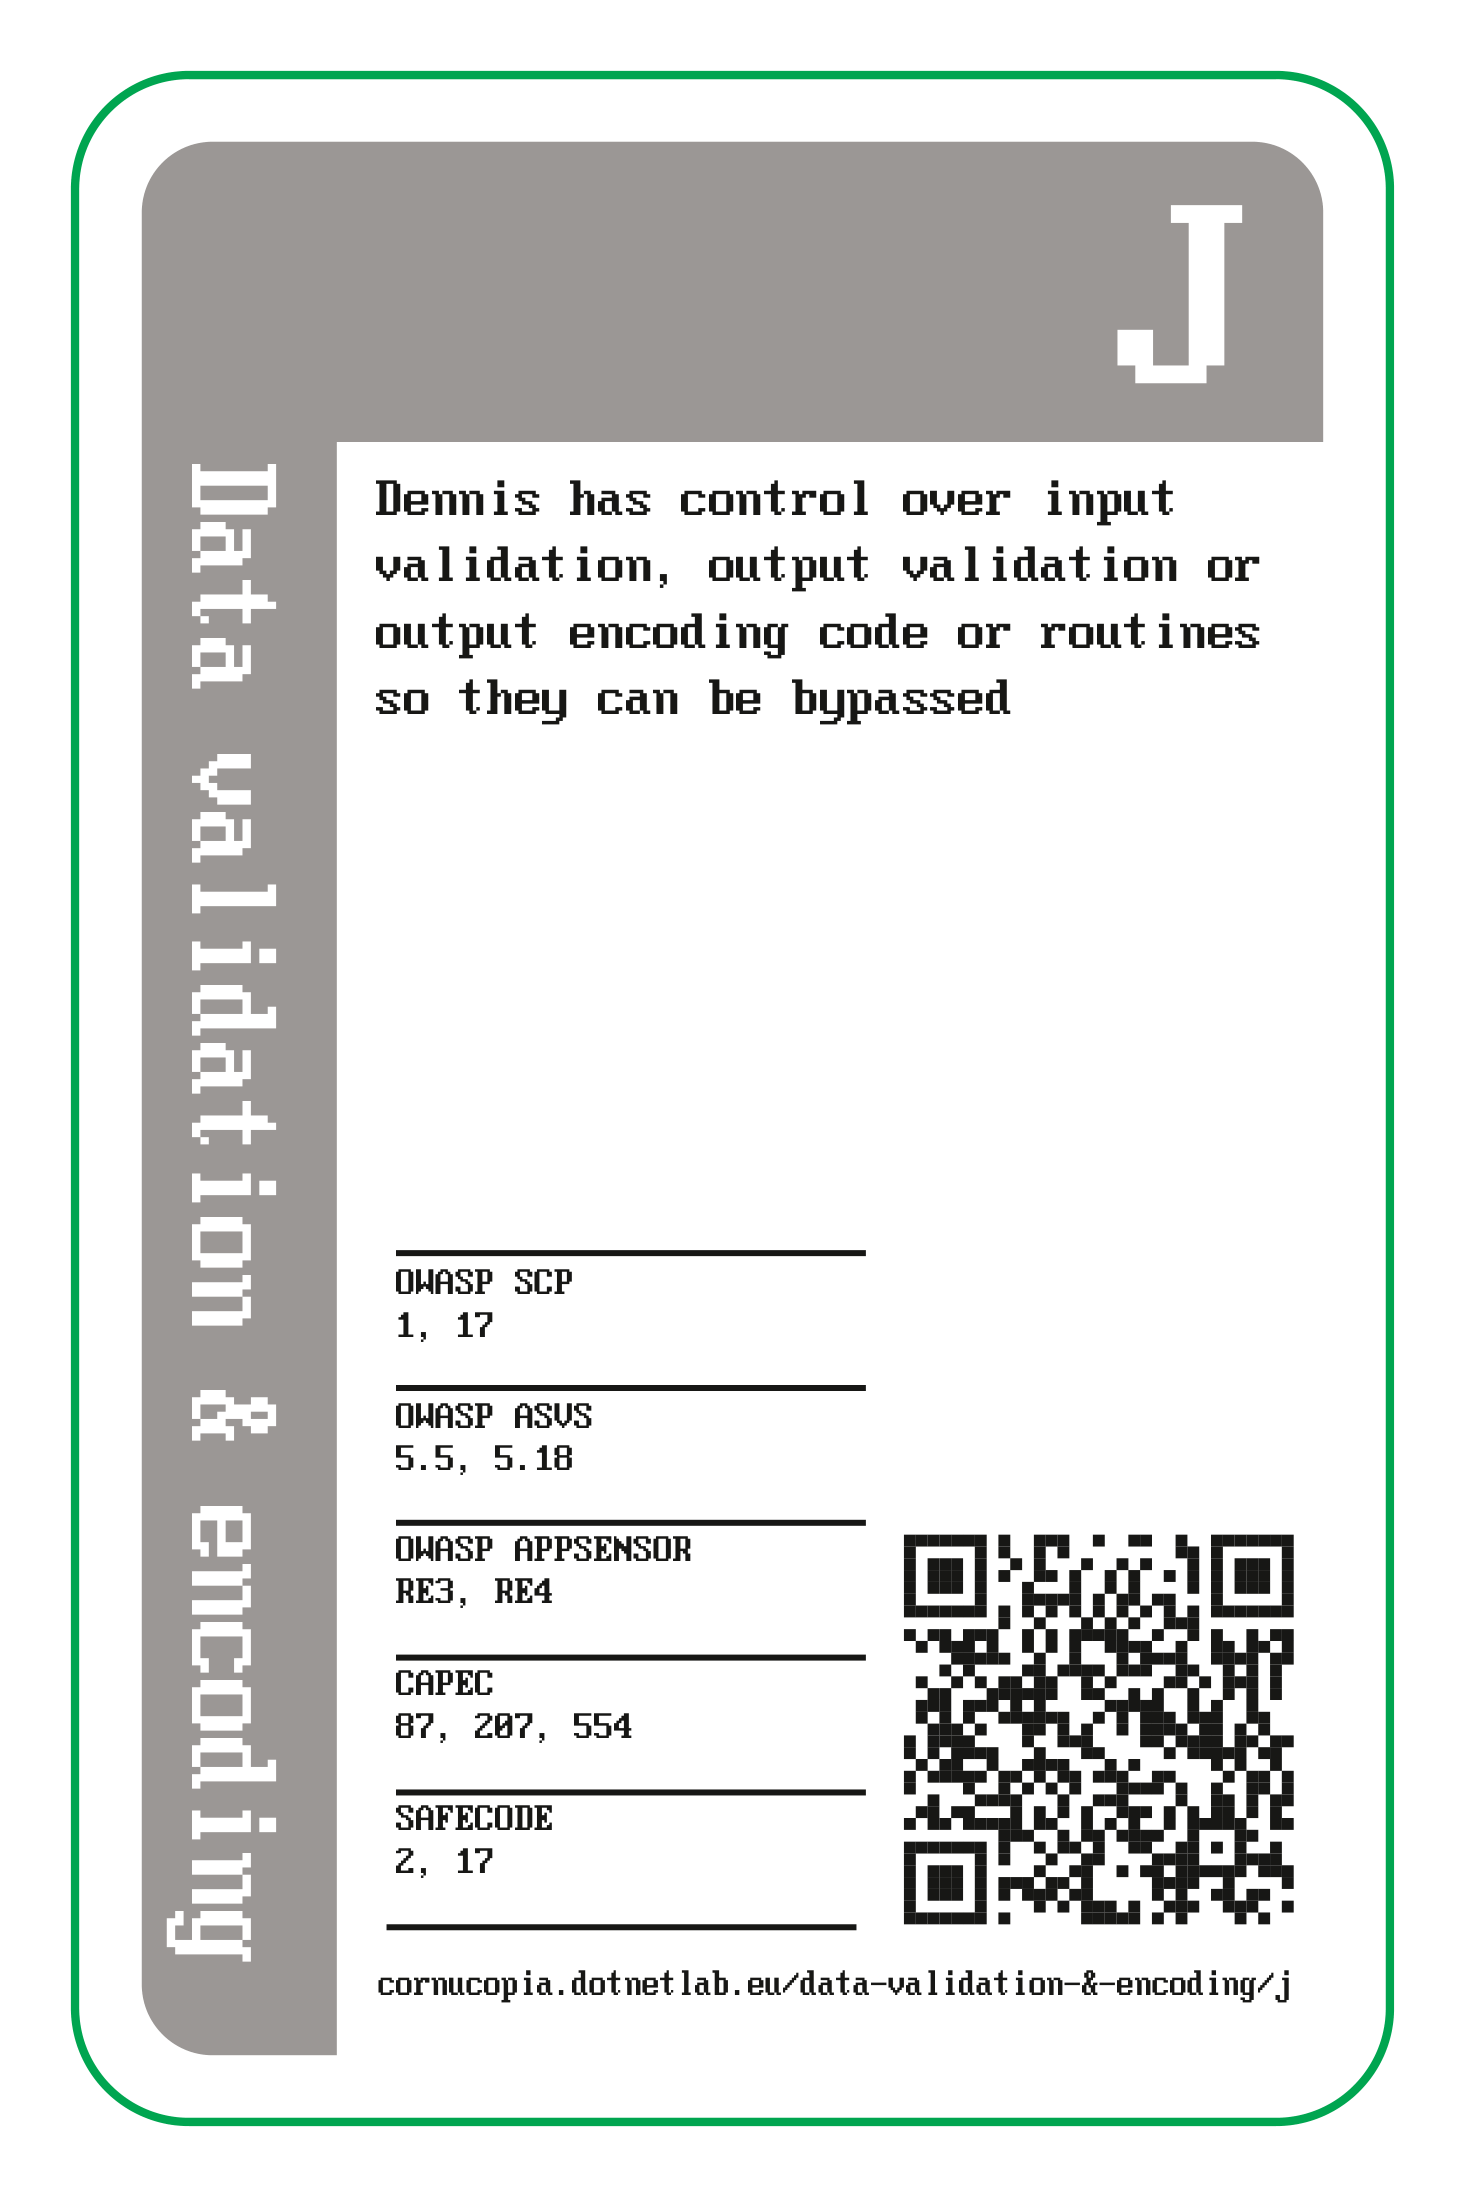 J
Data validation & encoding
Dennis has control over input
validation, output validation or
output encoding code or routines
so they can be bypassed
OWASP SCP
1, 17
OWASP ASVS
5.5, 5.18
OWASP APPSENSOR
RE3, RE4
CAPEC
87, 207, 554
SAFECODE
2, 17
cornucopia.dotnetlab.eu/data-validation-&-encoding/j